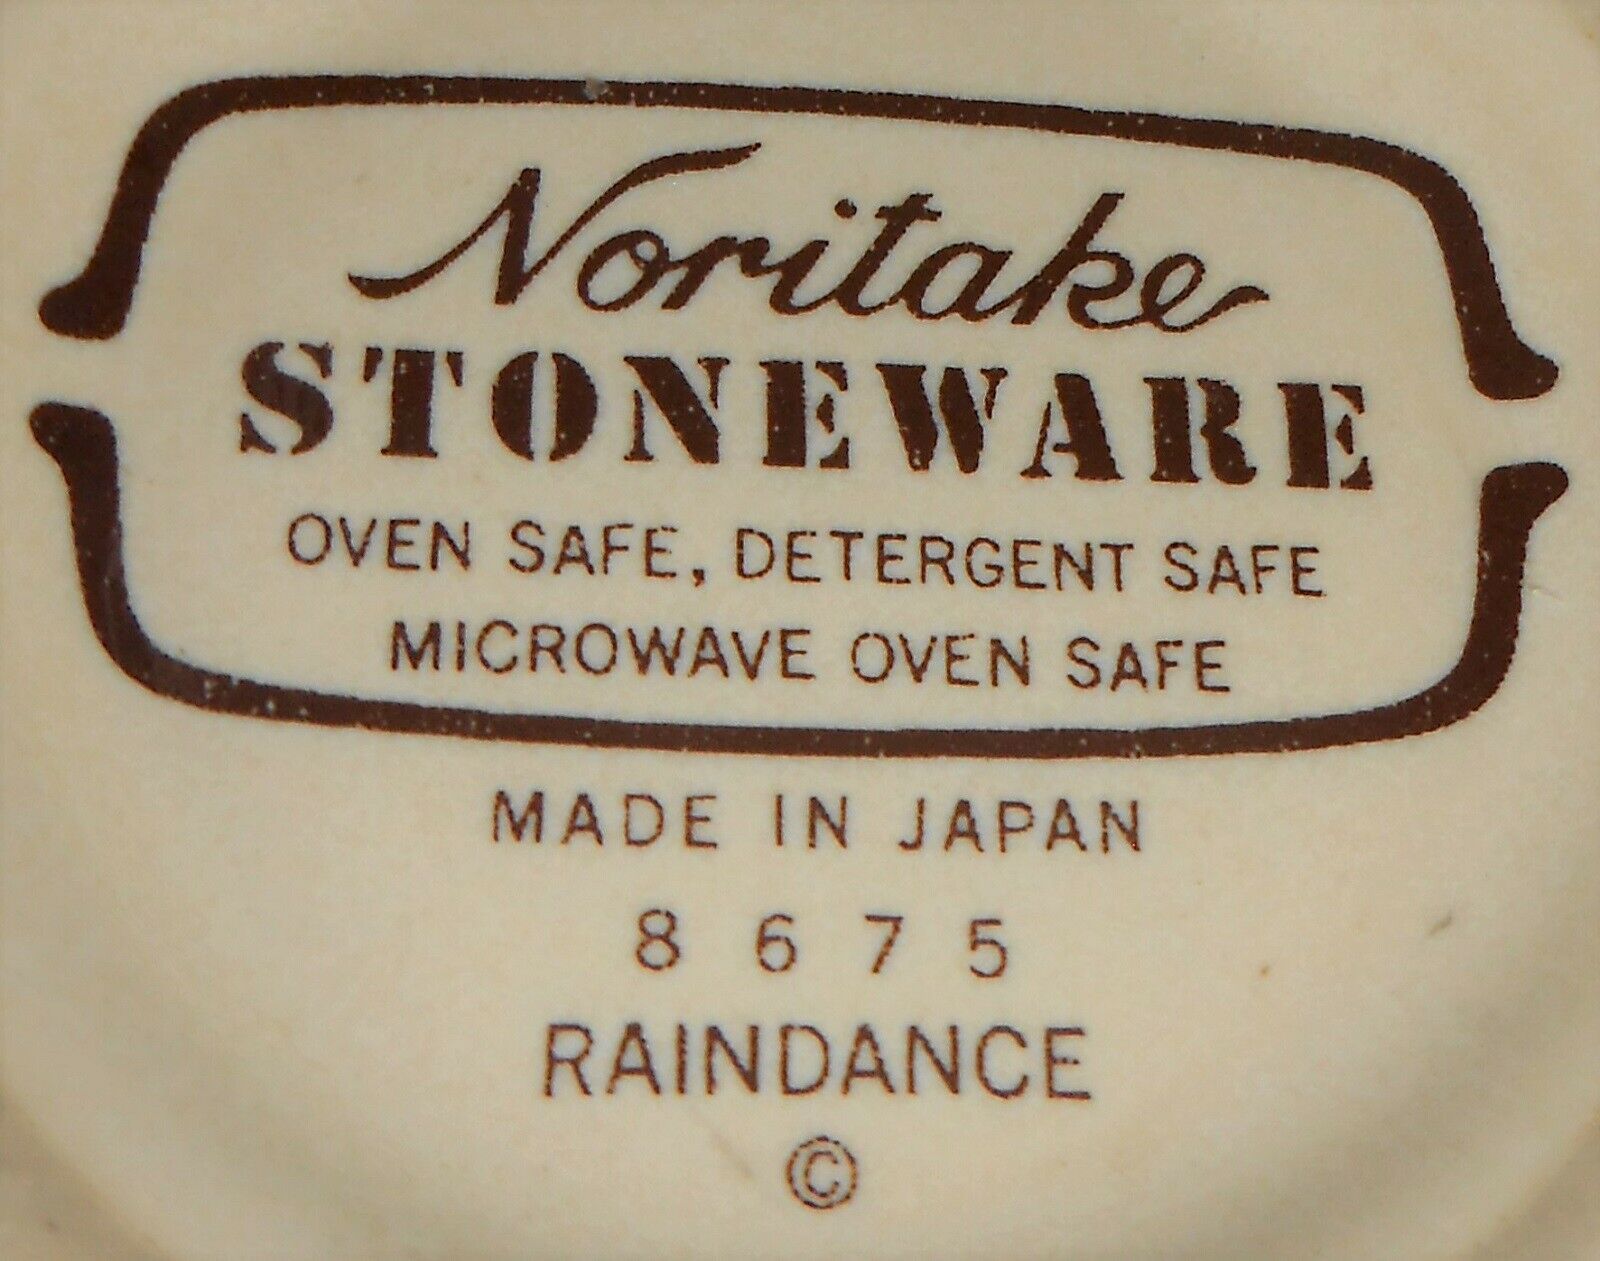 Noritake
STONEWARE
OVEN SAFE, DETERGENT SAFE
MICROWAVE OVEN SAFE
MADE IN JAPAN
8675
RAINDANCE
©